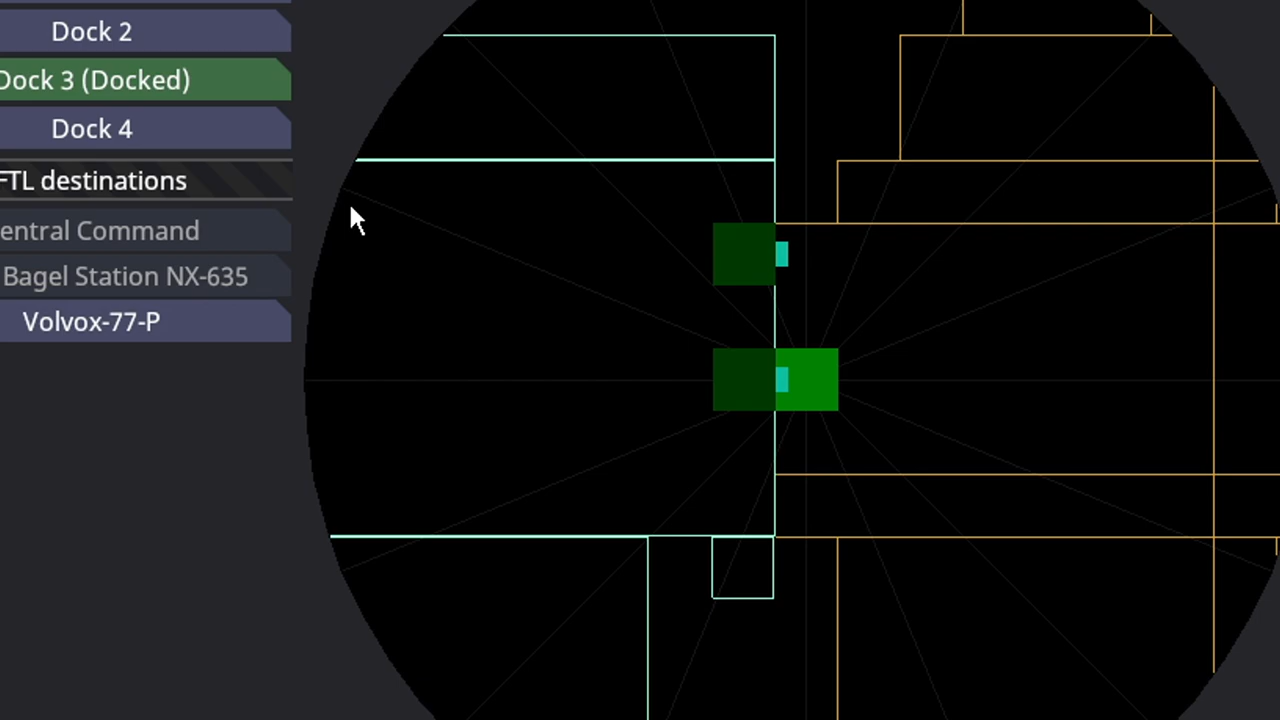 Dock 2
Dock 3 (Docked)
Dock 4
FTL destinations
entral Command
Bagel Station NX-635
Volvox-77-P